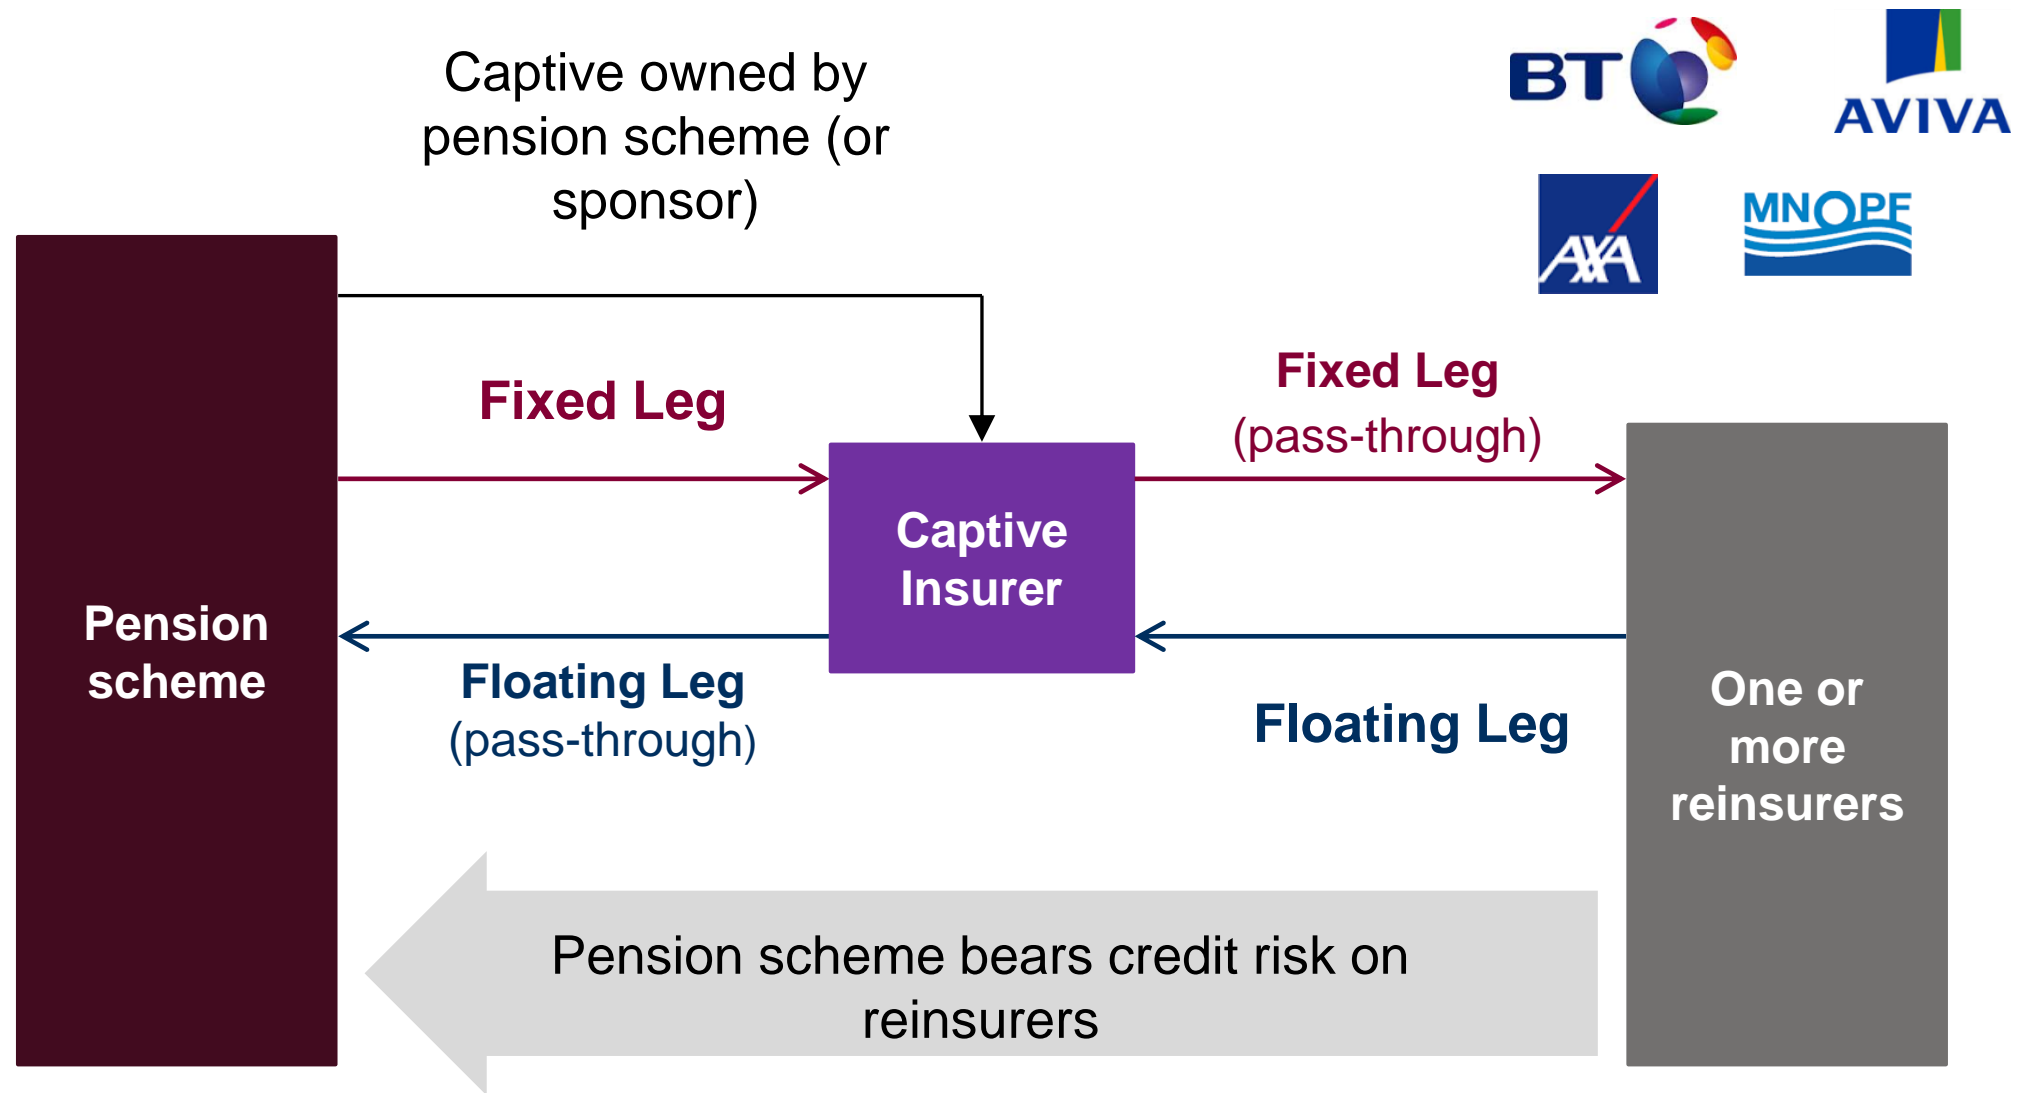 Captive owned by
pension scheme (or
sponsor)
BT
AVIVA
AXA
MNOPF
Fixed Leg
Fixed Leg
(pass-through)
Captive
Insurer
Pension
scheme
Floating Leg
(pass-through)
Floating Leg
One or
more
reinsurers
Pension scheme bears credit risk on
reinsurers